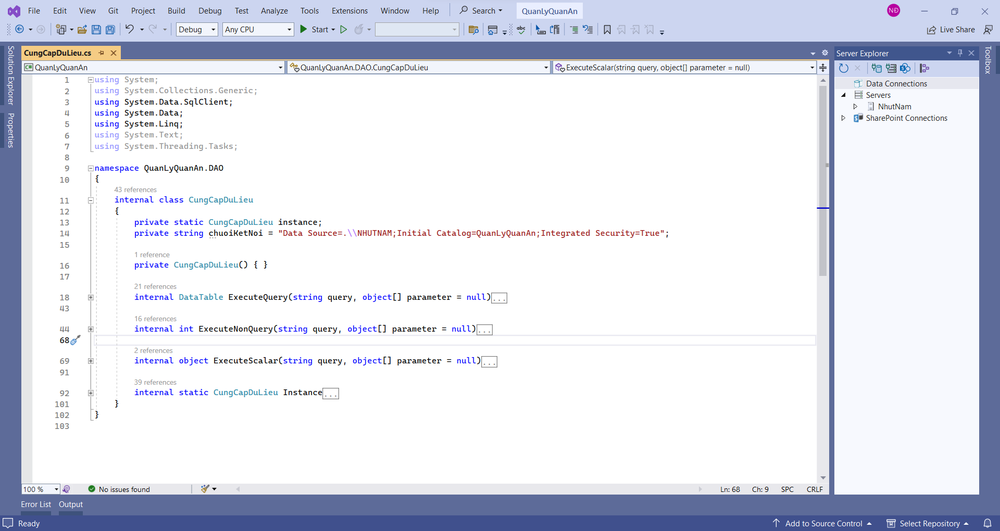 File Edit View Git Project Build Debug Test Analyze Tools Extensions Window Help Search QuanLyQuanAn NĐ
Debug Any CPU Start abc Live Share
Solution Explorer
Properties
CungCapDuLieu.cs
C# QuanLyQuanAn QuanLyQuanAn.DAO.CungCapDuLieu ExecuteScalar(string query, object[] parameter = null)
1 using System;
2 using System.Collections.Generic;
3 using System.Data.SqlClient;
4 using System.Data;
5 using System.Linq;
6 using System.Text;
7 using System.Threading.Tasks;
8
9 namespace QuanLyQuanAn.DAO
10 {
43 references
11 internal class CungCapDuLieu
12 {
13 private static CungCapDuLieu instance;
14 private string chuoiKetNoi = "Data Source=.\\NHUTNAM;Initial Catalog=QuanLyQuanAn;Integrated Security=True";
15
1 reference
16 private CungCapDuLieu() { }
17
21 references
18 internal DataTable ExecuteQuery(string query, object[] parameter = null)...
43
16 references
44 internal int ExecuteNonQuery(string query, object[] parameter = null)...
68
2 references
69 internal object ExecuteScalar(string query, object[] parameter = null)...
91
39 references
92 internal static CungCapDuLieu Instance...
101 }
102 }
103
100 % No issues found Ln: 68 Ch: 9 SPC CRLF
Server Explorer
Data Connections
Servers
NhutNam
SharePoint Connections
Toolbox
Error List Output
Ready Add to Source Control Select Repository